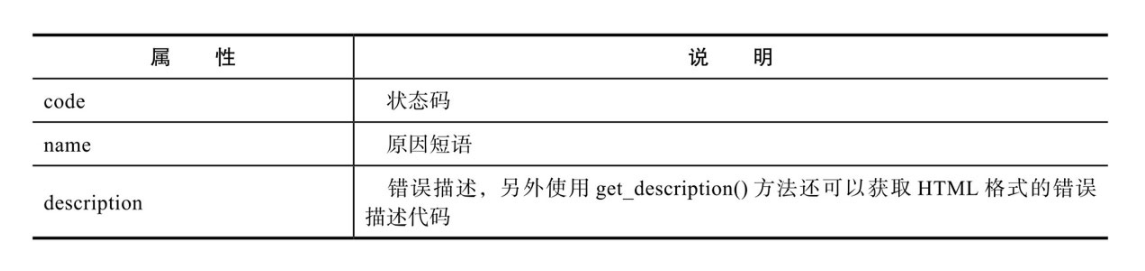 属 性 说 明
code 状态码
name 原因短语
description 错误描述，另外使用 get_description() 方法还可以获取 HTML 格式的错误
描述代码